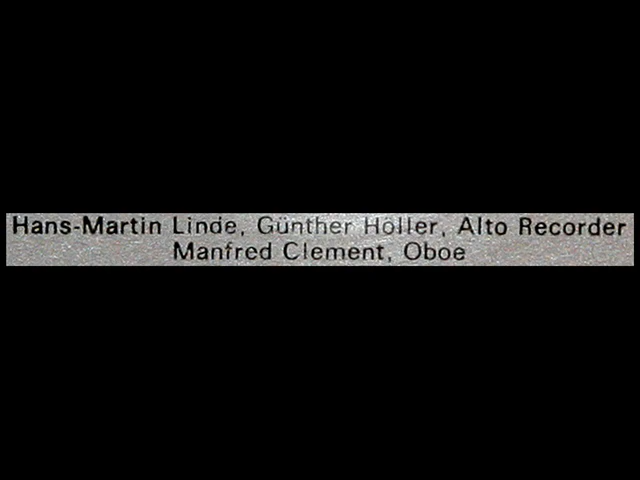 Hans-Martin Linde, Günther Höller, Alto Recorder
Manfred Clement, Oboe